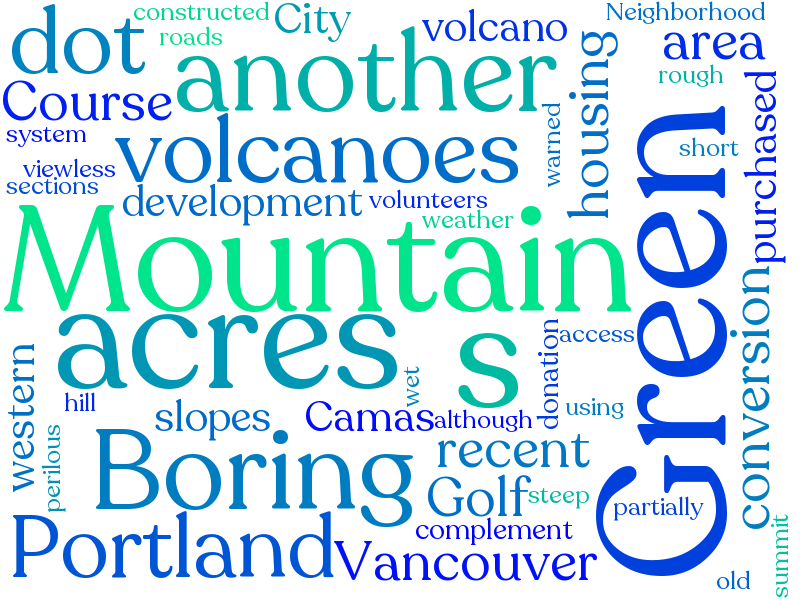 constructed
City
Neighborhood
dot
roads
another
volcano
area
Course
rough
system
volcanoes
warned
housing
short
purchased
viewless
sections
development
volunteers
weather
Green
Mountain
acres
s
donation
access
conversion
western
hill
wet
slopes
Camas
although
using
perilous
Boring
recent
Golf
steep
partially
Portland
complement
Vancouver
summit
old